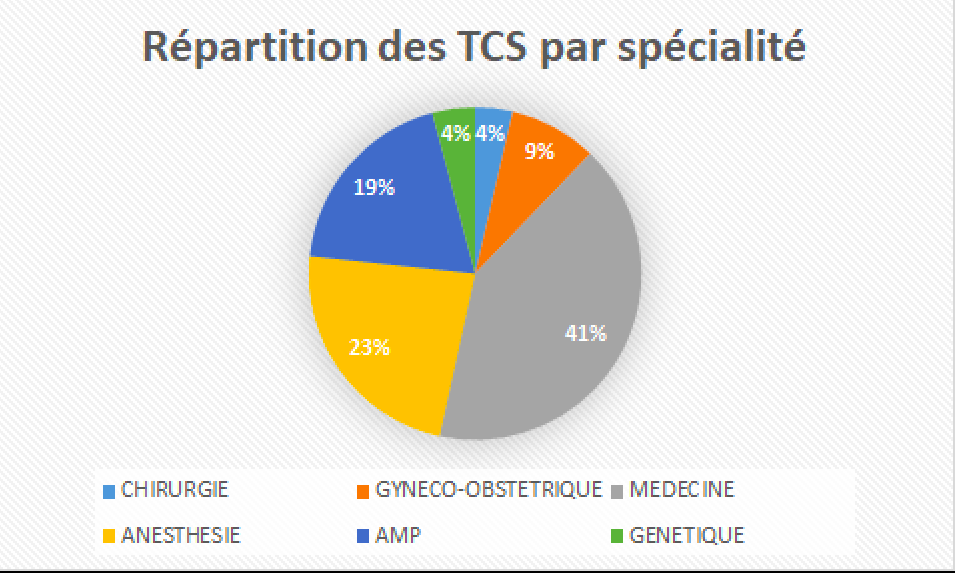 Répartition des TCS par spécialité
4% 4%
9%
19%
41%
23%
CHIRURGIE GYNECO-OBSTETRIQUE MEDECINE
ANESTHESIE AMP GENETIQUE